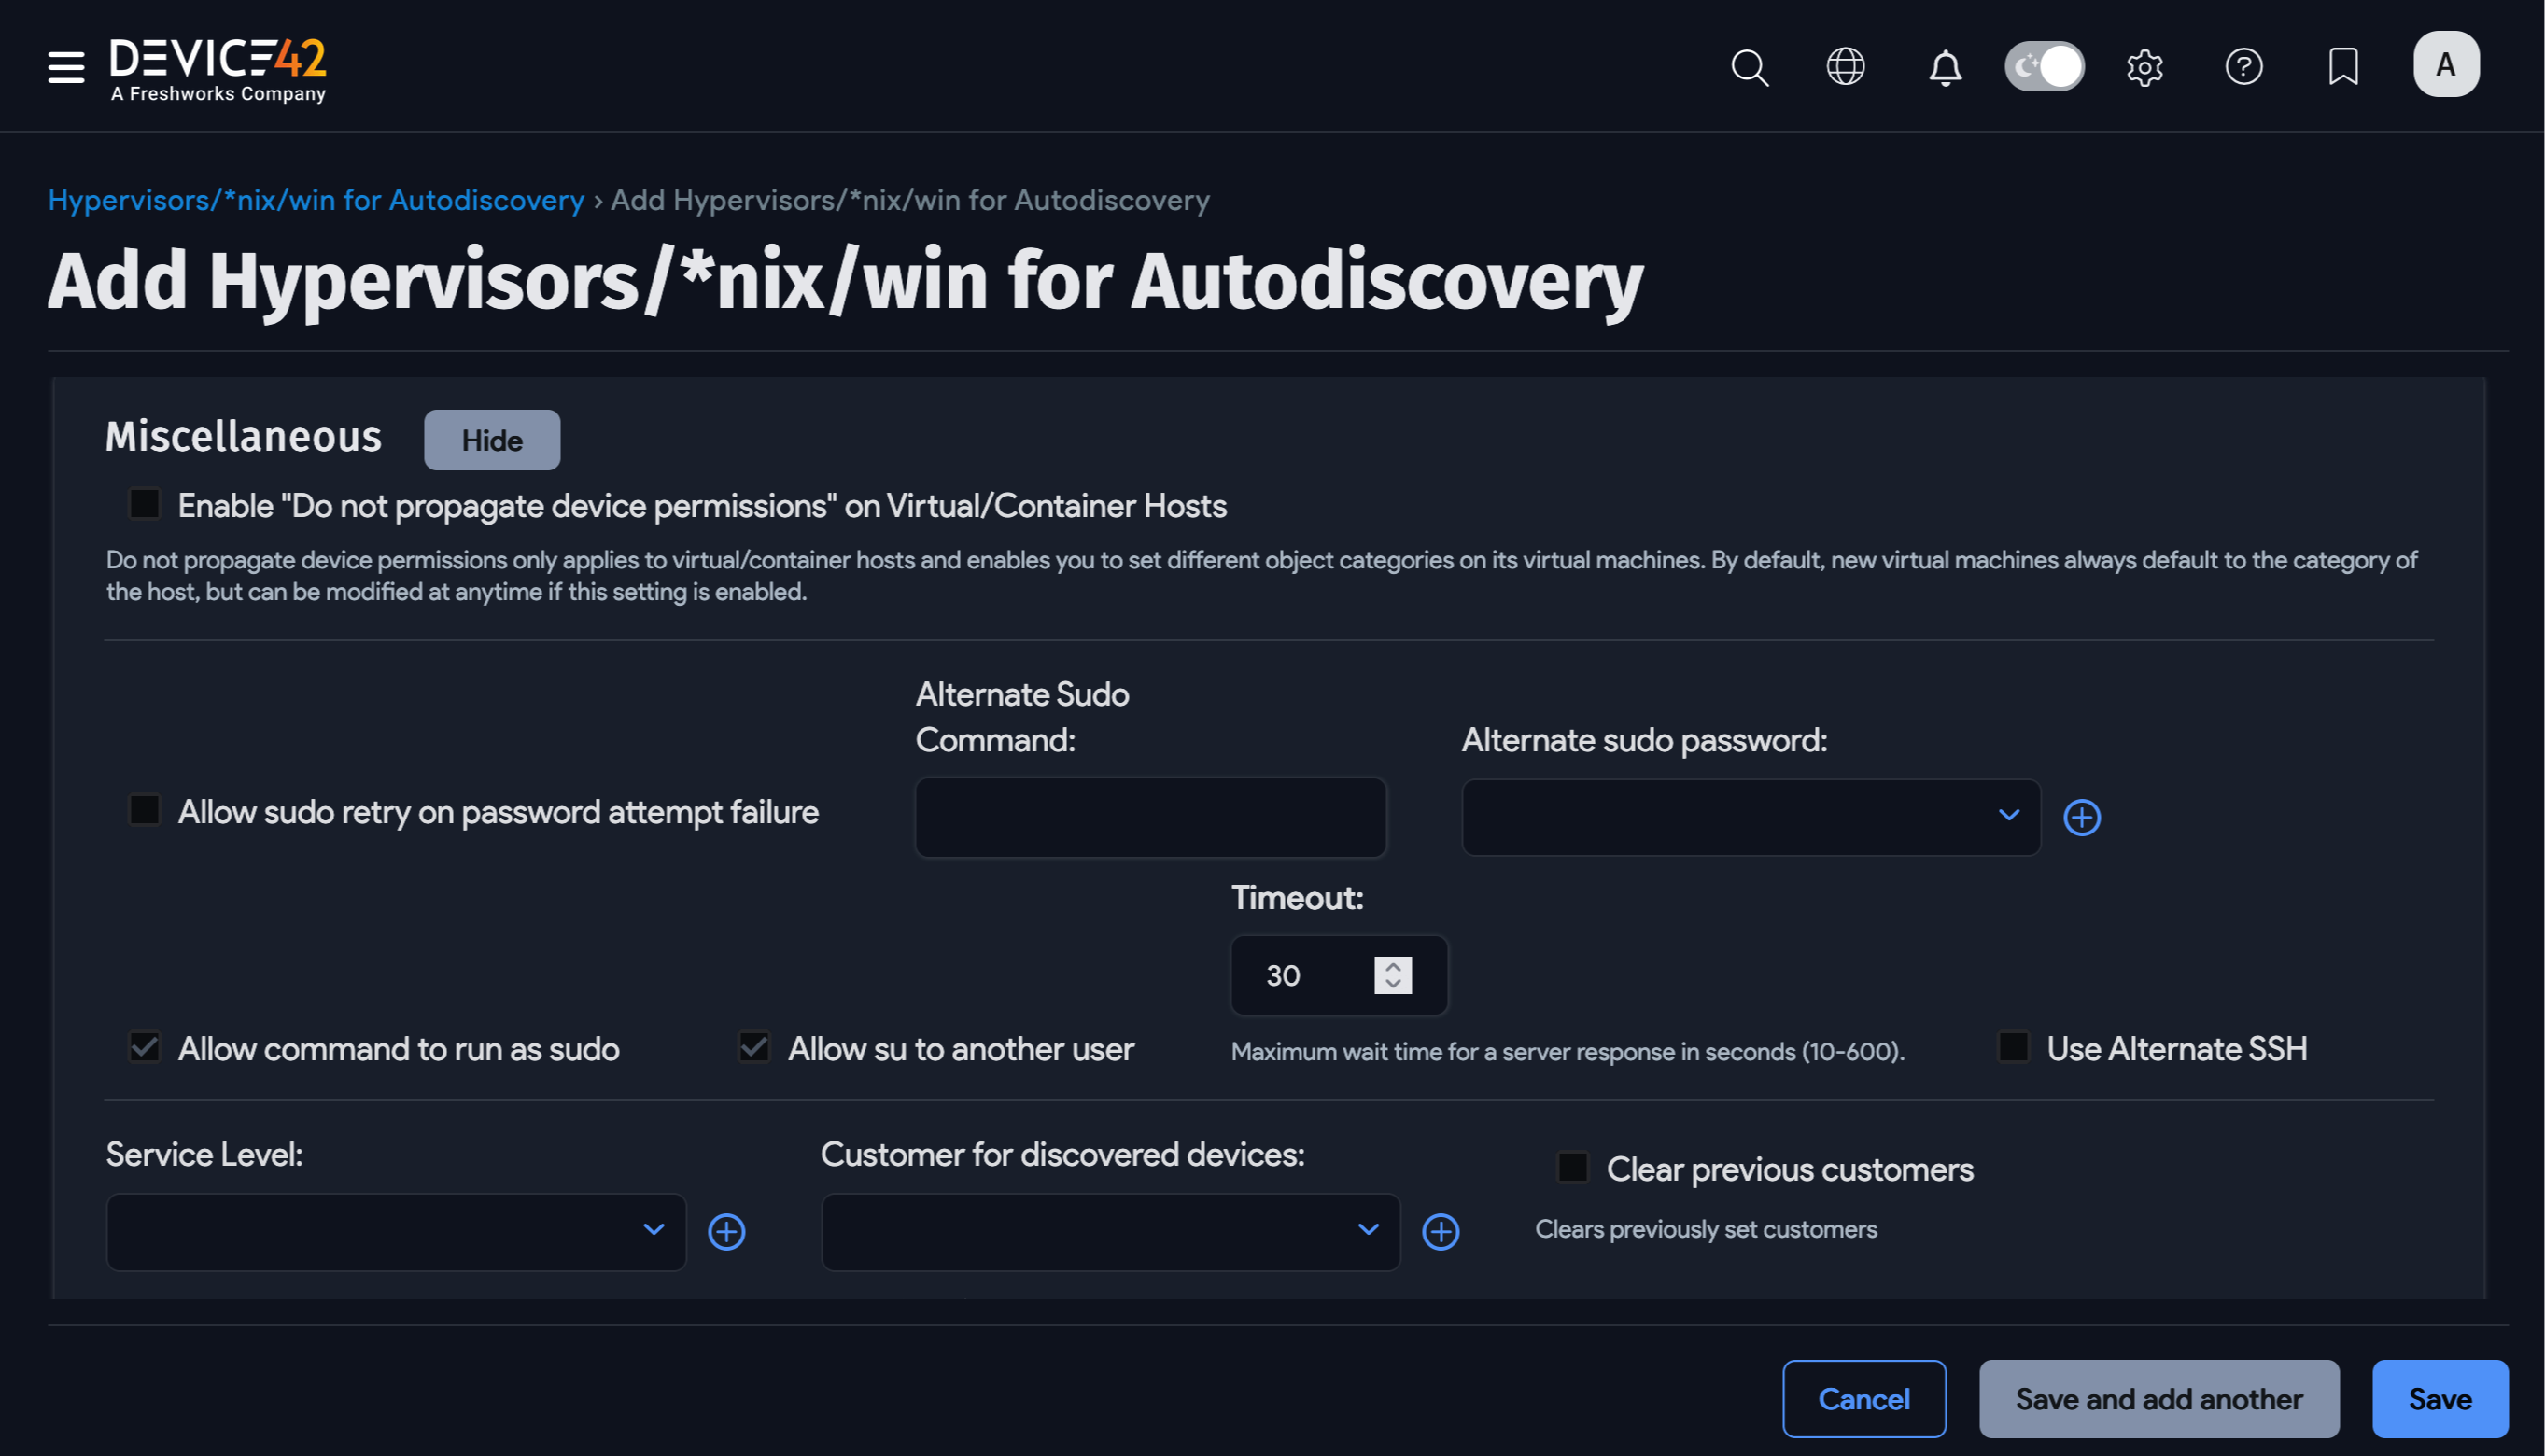 DEVICE42
A Freshworks Company
A
Hypervisors/*nix/win for Autodiscovery › Add Hypervisors/*nix/win for Autodiscovery
Add Hypervisors/*nix/win for Autodiscovery
Miscellaneous
Hide
Enable "Do not propagate device permissions" on Virtual/Container Hosts
Do not propagate device permissions only applies to virtual/container hosts and enables you to set different object categories on its virtual machines. By default, new virtual machines always default to the category of
the host, but can be modified at anytime if this setting is enabled.
Allow sudo retry on password attempt failure
Alternate Sudo
Command:
Alternate sudo password:
Timeout:
30
Allow command to run as sudo
Allow su to another user
Maximum wait time for a server response in seconds (10-600).
Use Alternate SSH
Service Level:
Customer for discovered devices:
Clear previous customers
Clears previously set customers
Cancel
Save and add another
Save